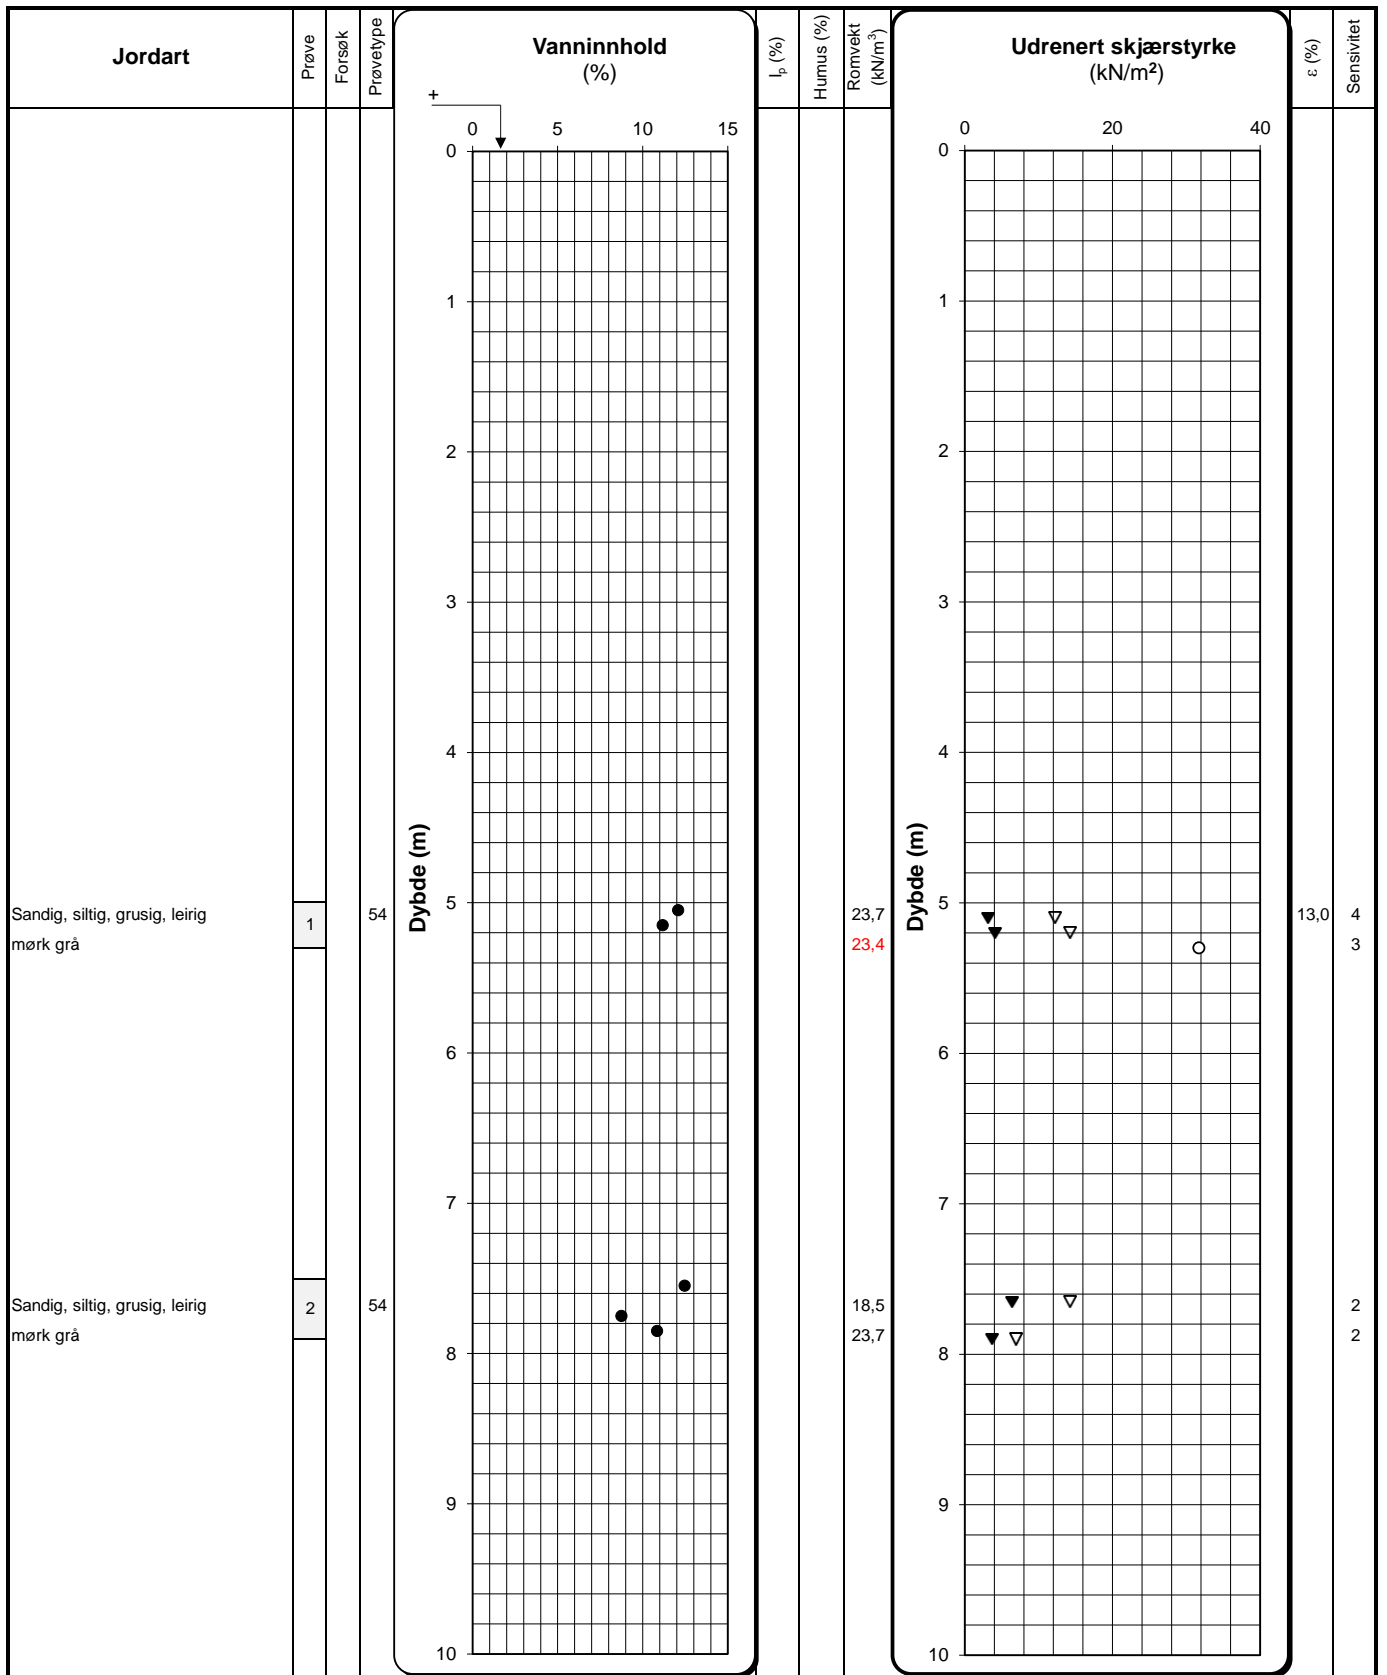 Jordart
Prøve
Forsøk
Prøvetype
Vanninnhold
(%)
+
Ip (%)
Humus (%)
Romvekt
(kN/m³)
Udrenert skjærstyrke
(kN/m²)
ε (%)
Sensivitet
0 5 10 15
0 20 40
Dybde (m)
0
1
2
3
4
5
6
7
8
9
10
Dybde (m)
0
1
2
3
4
5
6
7
8
9
10
Sandig, siltig, grusig, leirig 1 54 23,7 13,0 4
mørk grå 23,4 3
Sandig, siltig, grusig, leirig 2 54 18,5 2
mørk grå 23,7 2